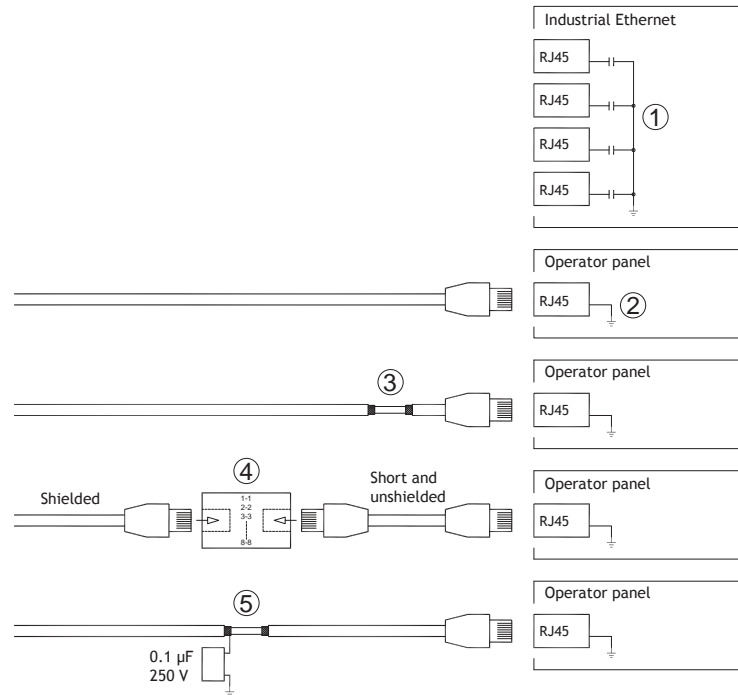 Industrial Ethernet
RJ45
RJ45
①
RJ45
RJ45
Operator panel
RJ45
②
③
Operator panel
RJ45
④
Shielded
1-1
2-2
3-3
8-8
Short and
unshielded
Operator panel
RJ45
⑤
0.1 µF
250 V
Operator panel
RJ45